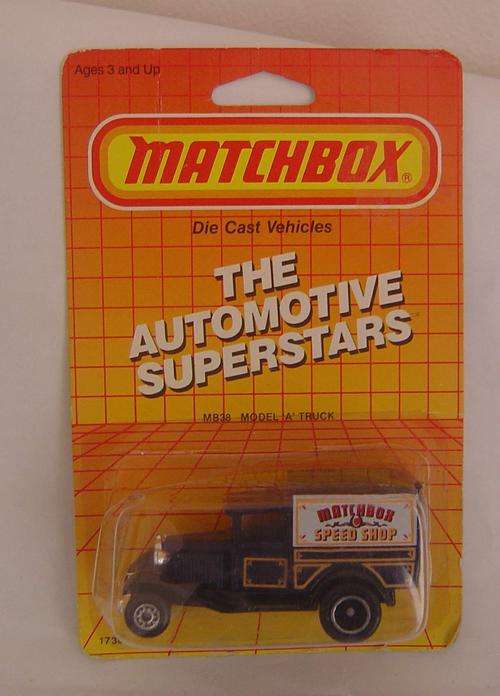 Ages 3 and Up
MATCHBOX®
Die Cast Vehicles
THE
AUTOMOTIVE
SUPERSTARS
MB38 MODEL 'A' TRUCK
MATCHBOX
SPEED SHOP